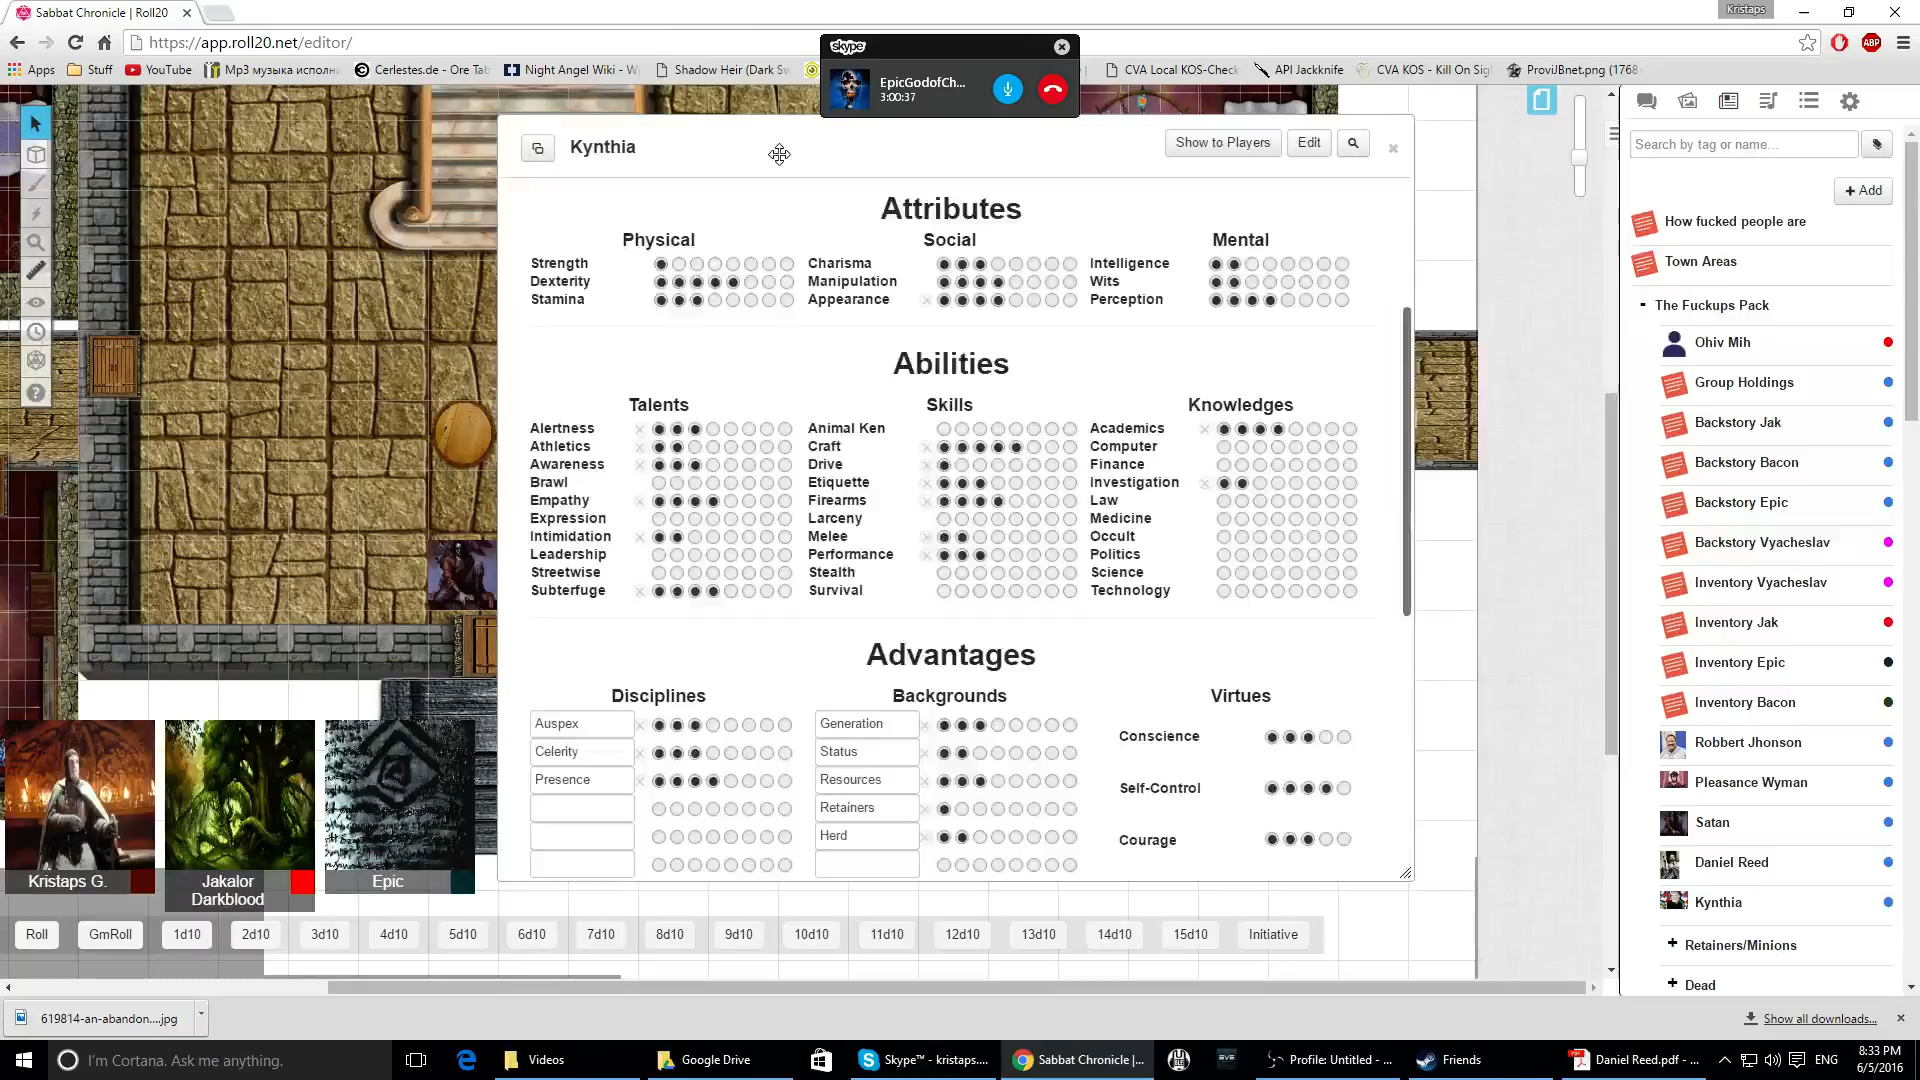 Sabbat Chronicle | Roll20
Kristaps
https://app.roll20.net/editor/
Apps
Stuff
YouTube
Mp3 музыка исполн
Cerlestes.de - Ore Tab
Night Angel Wiki - W
Shadow Heir (Dark Sw
CVA Local KOS-Check
API Jackknife
CVA KOS - Kill On Sigh
ProviJBnet.png (1768
ABP
skype
EpicGodofCh...
3:00:37
Kynthia
Show to Players
Edit
Attributes
Physical
Social
Mental
Strength
Charisma
Intelligence
Dexterity
Manipulation
Wits
Stamina
Appearance
Perception
Abilities
Talents
Skills
Knowledges
Alertness
Animal Ken
Academics
Athletics
Craft
Computer
Awareness
Drive
Finance
Brawl
Etiquette
Investigation
Empathy
Firearms
Law
Expression
Larceny
Medicine
Intimidation
Melee
Occult
Leadership
Performance
Politics
Streetwise
Stealth
Science
Subterfuge
Survival
Technology
Advantages
Disciplines
Backgrounds
Virtues
Auspex
Generation
Conscience
Celerity
Status
Presence
Resources
Self-Control
Retainers
Herd
Courage
Search by tag or name...
+ Add
How fucked people are
Town Areas
- The Fuckups Pack
Ohiv Mih
Group Holdings
Backstory Jak
Backstory Bacon
Backstory Epic
Backstory Vyacheslav
Inventory Vyacheslav
Inventory Jak
Inventory Epic
Inventory Bacon
Robbert Jhonson
Pleasance Wyman
Satan
Daniel Reed
Kynthia
+ Retainers/Minions
+ Dead
Kristaps G.
Jakalor
Darkblood
Epic
Roll
GmRoll
1d10
2d10
3d10
4d10
5d10
6d10
7d10
8d10
9d10
10d10
11d10
12d10
13d10
14d10
15d10
Initiative
619814-an-abandon....jpg
Show all downloads...
I'm Cortana. Ask me anything.
Videos
Google Drive
Skype™ - kristaps....
Sabbat Chronicle |...
EVE
Profile: Untitled - ...
Friends
Daniel Reed.pdf - ...
ENG
8:33 PM
6/5/2016